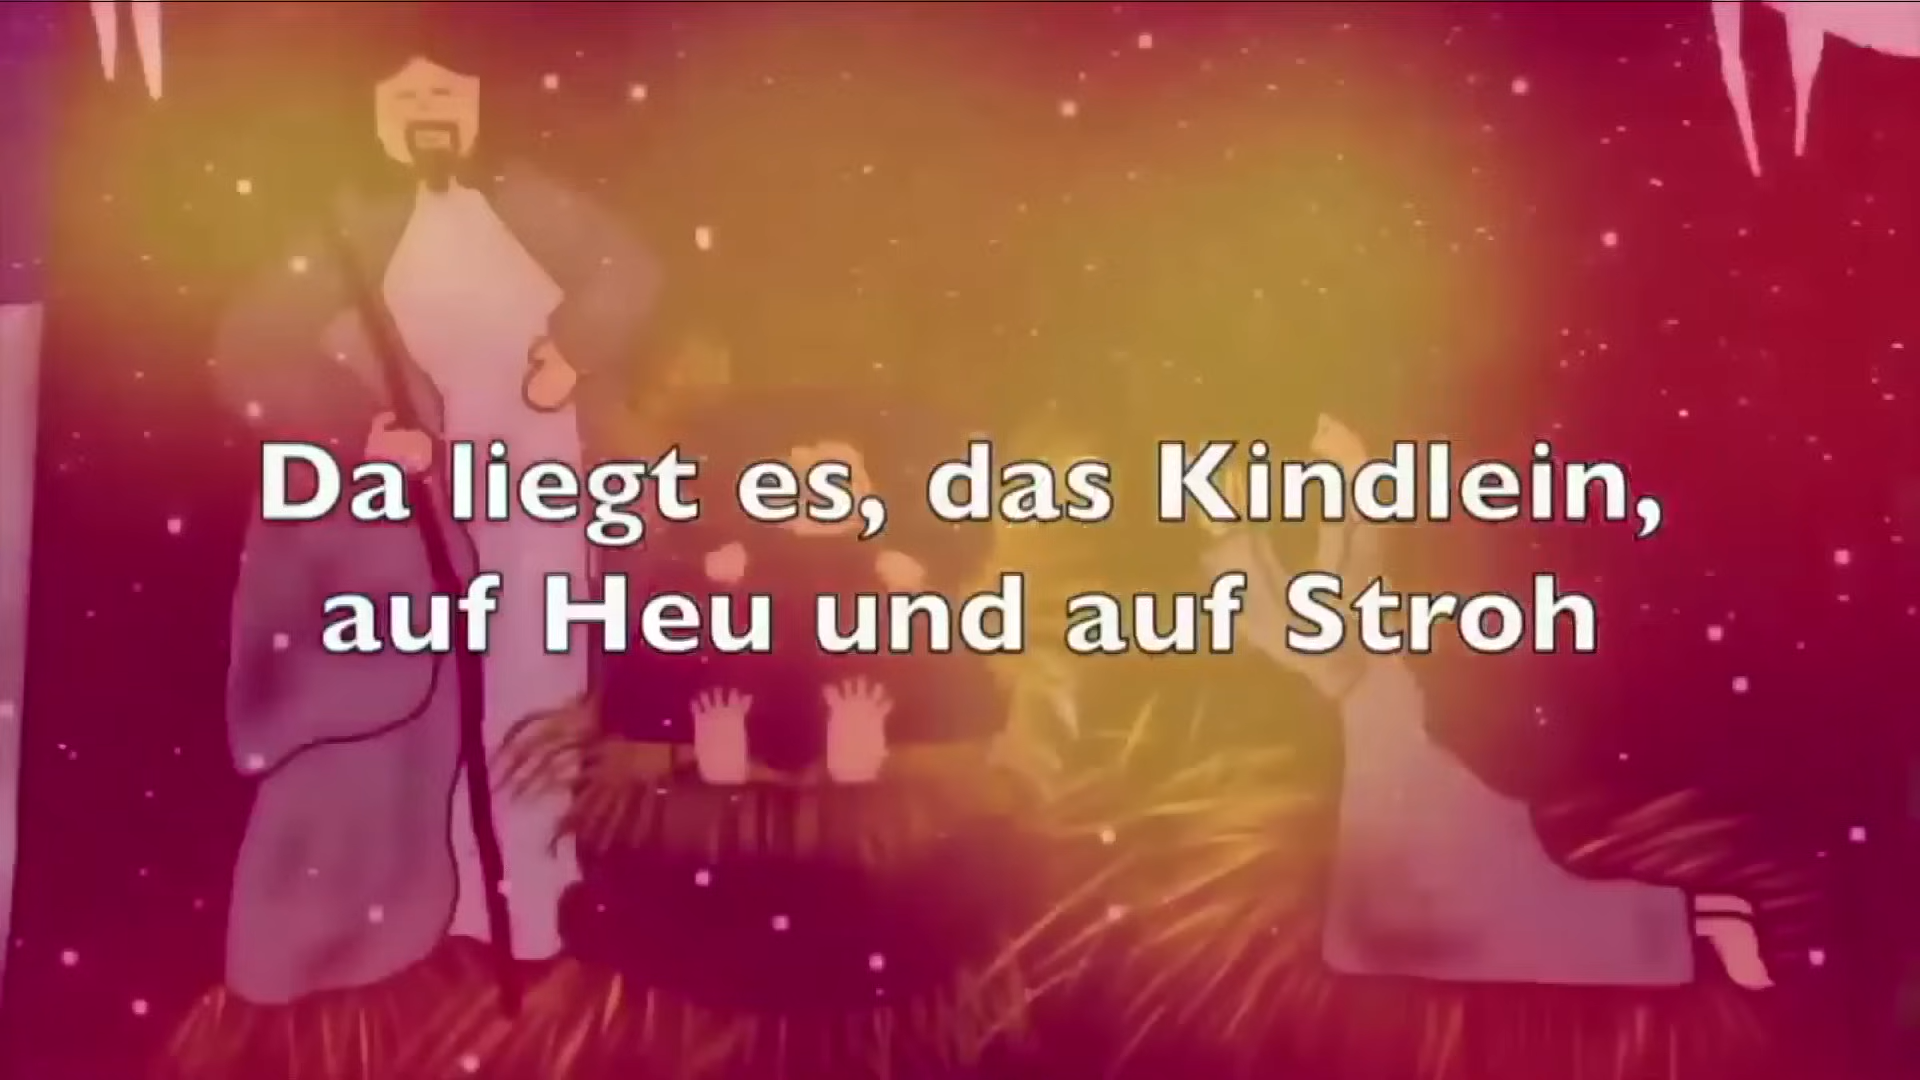 Da liegt es, das Kindlein,
auf Heu und auf Stroh